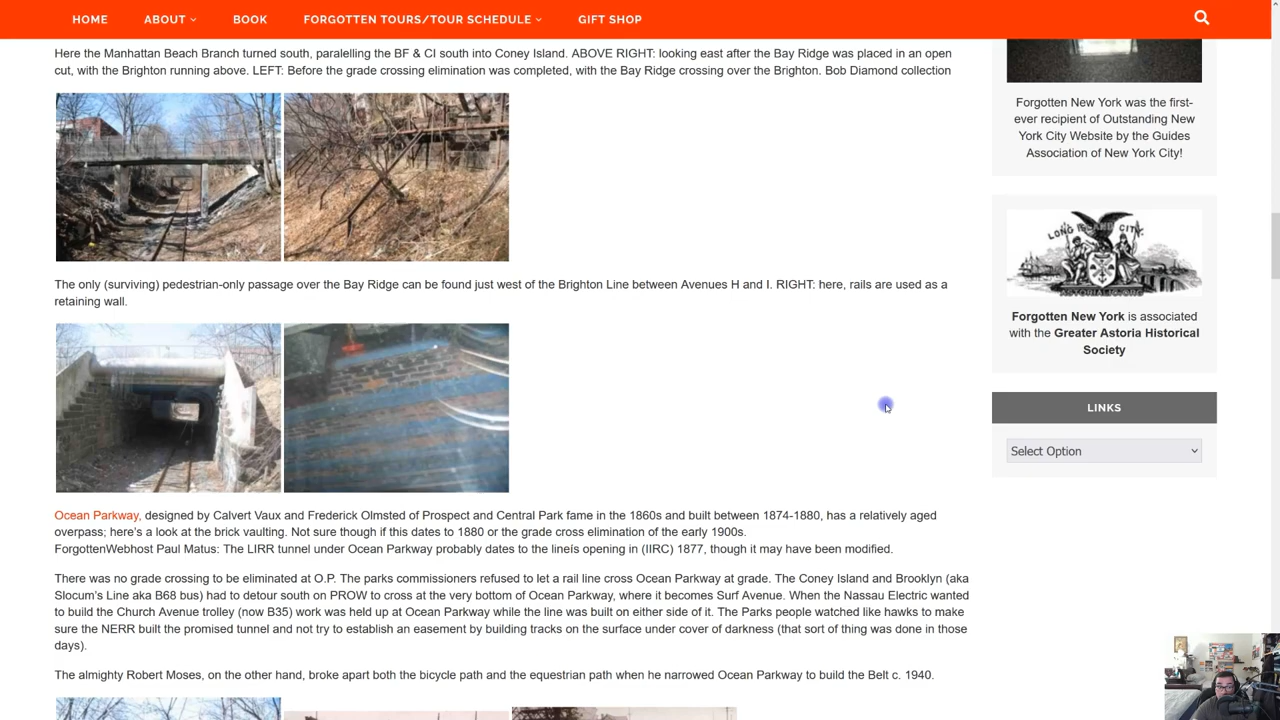 HOME ABOUT BOOK FORGOTTEN TOURS/TOUR SCHEDULE GIFT SHOP
Here the Manhattan Beach Branch turned south, paralelling the BF & CI south into Coney Island. ABOVE RIGHT: looking east after the Bay Ridge was placed in an open
cut, with the Brighton running above. LEFT: Before the grade crossing elimination was completed, with the Bay Ridge crossing over the Brighton. Bob Diamond collection
The only (surviving) pedestrian-only passage over the Bay Ridge can be found just west of the Brighton Line between Avenues H and I. RIGHT: here, rails are used as a
retaining wall.
Ocean Parkway, designed by Calvert Vaux and Frederick Olmsted of Prospect and Central Park fame in the 1860s and built between 1874-1880, has a relatively aged
overpass; here's a look at the brick vaulting. Not sure though if this dates to 1880 or the grade cross elimination of the early 1900s.
ForgottenWebhost Paul Matus: The LIRR tunnel under Ocean Parkway probably dates to the lineís opening in (IIRC) 1877, though it may have been modified.
There was no grade crossing to be eliminated at O.P. The parks commissioners refused to let a rail line cross Ocean Parkway at grade. The Coney Island and Brooklyn (aka
Slocum's Line aka B68 bus) had to detour south on PROW to cross at the very bottom of Ocean Parkway, where it becomes Surf Avenue. When the Nassau Electric wanted
to build the Church Avenue trolley (now B35) work was held up at Ocean Parkway while the line was built on either side of it. The Parks people watched like hawks to make
sure the NERR built the promised tunnel and not try to establish an easement by building tracks on the surface under cover of darkness (that sort of thing was done in those
days).
The almighty Robert Moses, on the other hand, broke apart both the bicycle path and the equestrian path when he narrowed Ocean Parkway to build the Belt c. 1940.
Forgotten New York was the first-
ever recipient of Outstanding New
York City Website by the Guides
Association of New York City!
LONG ISLAND CITY
ASTORIALIC.ORG
Forgotten New York is associated
with the Greater Astoria Historical
Society
LINKS
Select Option